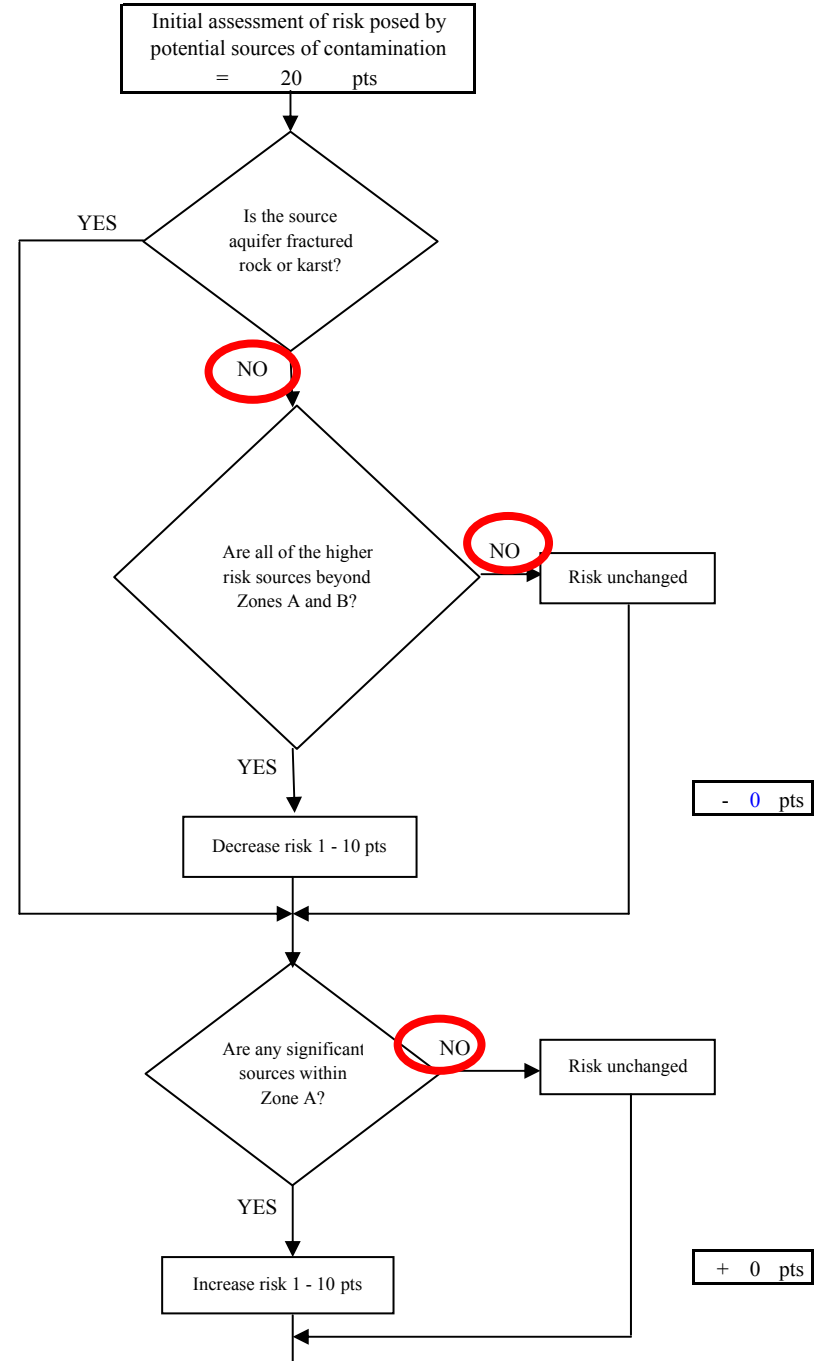 Initial assessment of risk posed by
potential sources of contamination
= 20 pts
YES
Is the source
aquifer fractured
rock or karst?
NO
Are all of the higher
risk sources beyond
Zones A and B?
NO
Risk unchanged
YES
- 0 pts
Decrease risk 1 - 10 pts
Are any significant
sources within
Zone A?
NO
Risk unchanged
YES
+ 0 pts
Increase risk 1 - 10 pts